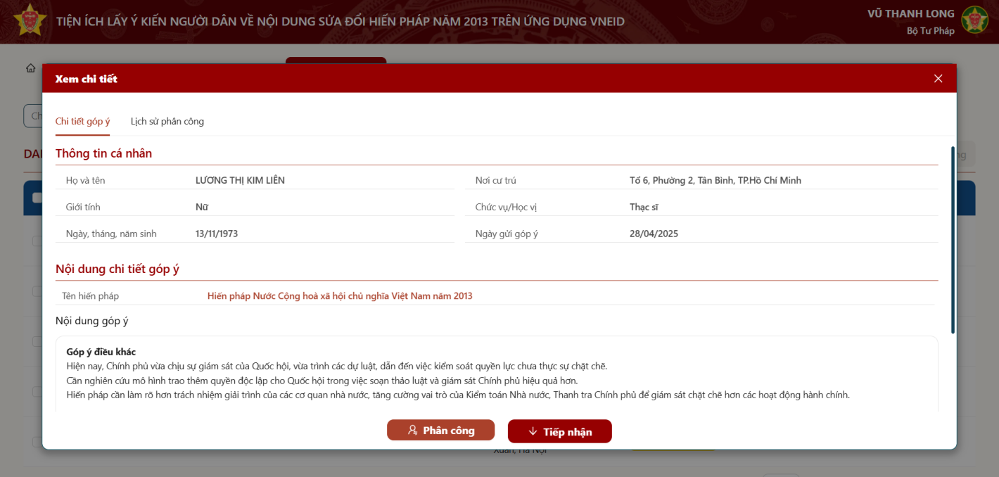 TIỆN ÍCH LẤY Ý KIẾN NGƯỜI DÂN VỀ NỘI DUNG SỬA ĐỔI HIẾN PHÁP NĂM 2013 TRÊN ỨNG DỤNG VNEID
VŨ THANH LONG
Bộ Tư Pháp
Xem chi tiết
Chi tiết góp ý
Lịch sử phân công
Thông tin cá nhân
Họ và tên LƯƠNG THỊ KIM LIÊN
Nơi cư trú Tổ 6, Phường 2, Tân Bình, TP.Hồ Chí Minh
Giới tính Nữ
Chức vụ/Học vị Thạc sĩ
Ngày, tháng, năm sinh 13/11/1973
Ngày gửi góp ý 28/04/2025
Nội dung chi tiết góp ý
Tên hiến pháp Hiến pháp Nước Cộng hoà xã hội chủ nghĩa Việt Nam năm 2013
Nội dung góp ý
Góp ý điều khác
Hiện nay, Chính phủ vừa chịu sự giám sát của Quốc hội, vừa trình các dự luật, dẫn đến việc kiểm soát quyền lực chưa thực sự chặt chẽ.
Cần nghiên cứu mô hình trao thêm quyền độc lập cho Quốc hội trong việc soạn thảo luật và giám sát Chính phủ hiệu quả hơn.
Hiến pháp cần làm rõ hơn trách nhiệm giải trình của các cơ quan nhà nước, tăng cường vai trò của Kiểm toán Nhà nước, Thanh tra Chính phủ để giám sát chặt chẽ hơn các hoạt động hành chính.
Phân công
Tiếp nhận